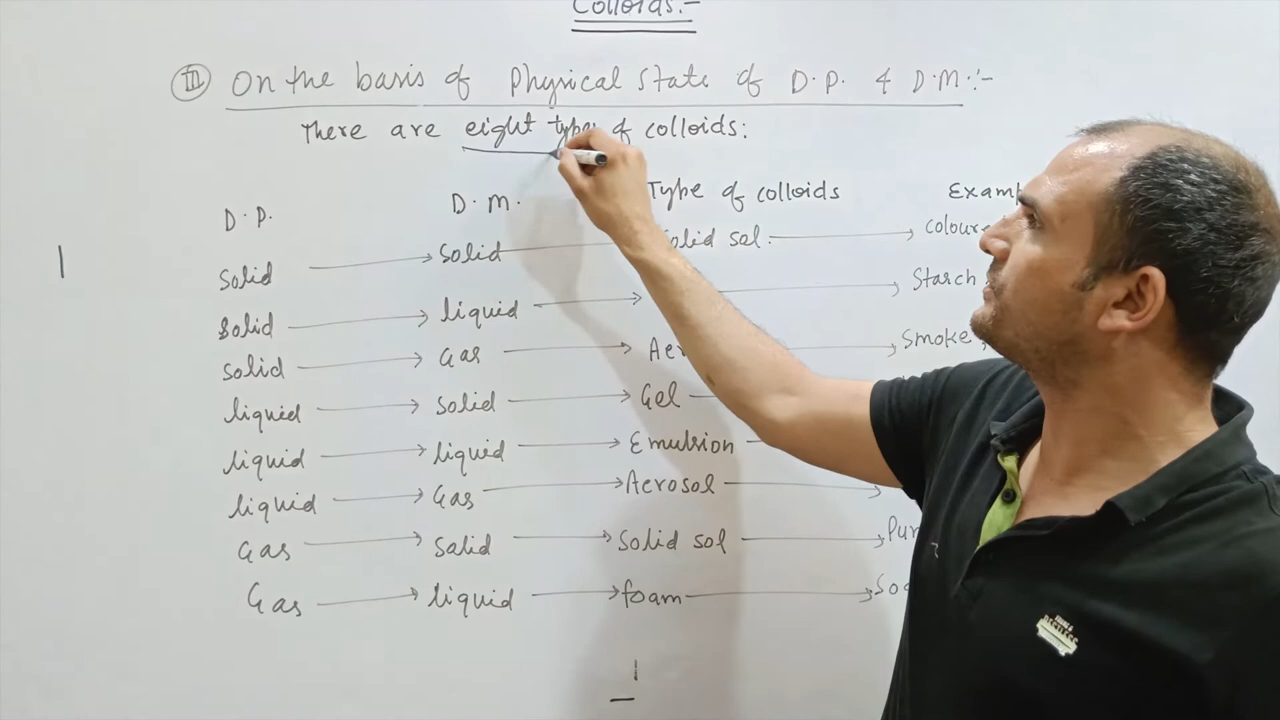 Colloids:-
III On the basis of Physical State of D.P. & D.M.:-
There are eight types of colloids:
D.P. D.M. Type of colloids
solid → solid → solid sol. →
solid → liquid → → Starch
solid → Gas → → Smoke,
liquid → solid → Gel
liquid → liquid → Emulsion
liquid → Gas → Aerosol →
Gas → Salid → Solid sol →
Gas → liquid → foam →